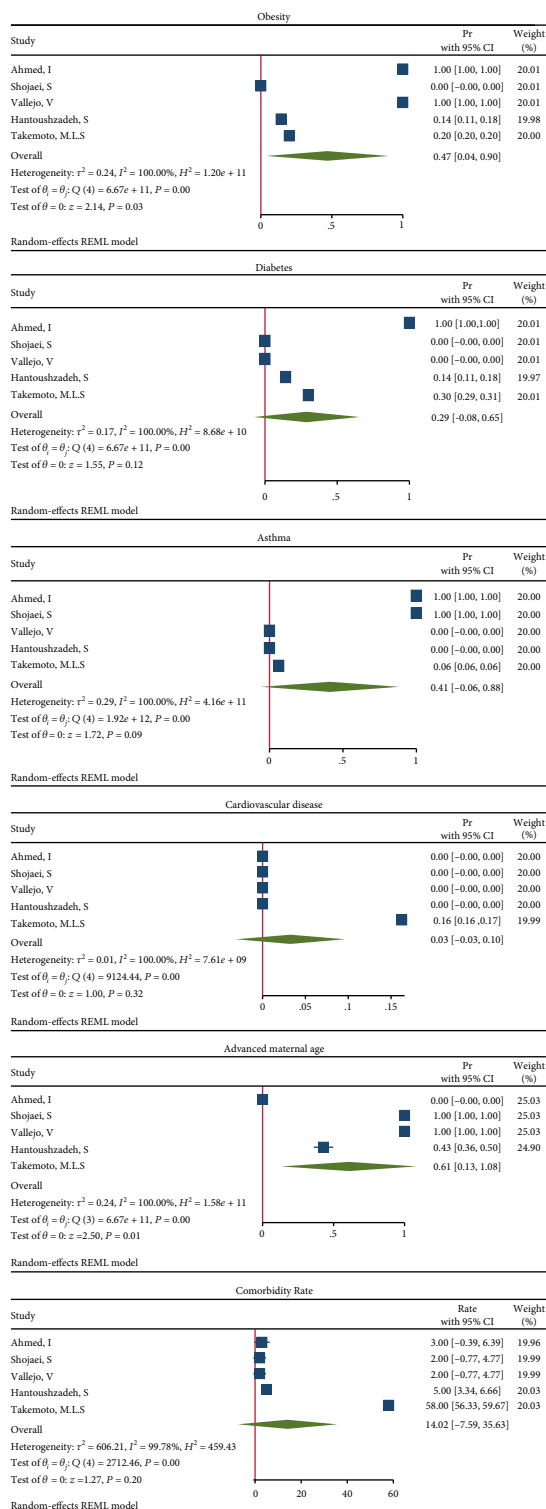 Obesity
Study Pr with 95% CI Weight (%)
Ahmed, I 1.00 [1.00, 1.00] 20.01
Shojaei, S 0.00 [−0.00, 0.00] 20.01
Vallejo, V 1.00 [1.00, 1.00] 20.01
Hantoushzadeh, S 0.14 [0.11, 0.18] 19.98
Takemoto, M.L.S 0.20 [0.20, 0.20] 20.00
Overall 0.47 [0.04, 0.90]
Heterogeneity: τ² = 0.24, I² = 100.00%, H² = 1.20e + 11
Test of θi = θj: Q (4) = 6.67e + 11, P = 0.00
Test of θ = 0: z = 2.14, P = 0.03
0 .5 1
Random-effects REML model
Diabetes
Study Pr with 95% CI Weight (%)
Ahmed, I 1.00 [1.00,1.00] 20.01
Shojaei, S 0.00 [−0.00, 0.00] 20.01
Vallejo, V 0.00 [−0.00, 0.00] 20.01
Hantoushzadeh, S 0.14 [0.11, 0.18] 19.97
Takemoto, M.L.S 0.30 [0.29, 0.31] 20.01
Overall 0.29 [-0.08, 0.65]
Heterogeneity: τ² = 0.17, I² = 100.00%, H² = 8.68e + 10
Test of θi = θj: Q (4) = 6.67e + 11, P = 0.00
Test of θ = 0: z = 1.55, P = 0.12
0 .5 1
Random-effects REML model
Asthma
Study Pr with 95% CI Weight (%)
Ahmed, I 1.00 [1.00, 1.00] 20.00
Shojaei, S 1.00 [1.00, 1.00] 20.00
Vallejo, V 0.00 [−0.00, 0.00] 20.00
Hantoushzadeh, S 0.00 [−0.00, 0.00] 20.00
Takemoto, M.L.S 0.06 [0.06, 0.06] 20.00
Overall 0.41 [−0.06, 0.88]
Heterogeneity: τ² = 0.29, I² = 100.00%, H² = 4.16e + 11
Test of θi = θj: Q (4) = 1.92e + 12, P = 0.00
Test of θ = 0: z = 1.72, P = 0.09
0 .5 1
Random-effects REML model
Cardiovascular disease
Study Pr with 95% CI Weight (%)
Ahmed, I 0.00 [−0.00, 0.00] 20.00
Shojaei, S 0.00 [−0.00, 0.00] 20.00
Vallejo, V 0.00 [−0.00, 0.00] 20.00
Hantoushzadeh, S 0.00 [−0.00, 0.00] 20.00
Takemoto, M.L.S 0.16 [0.16 ,0.17] 19.99
Overall 0.03 [−0.03, 0.10]
Heterogeneity: τ² = 0.01, I² = 100.00%, H² = 7.61e + 09
Test of θi = θj: Q (4) = 9124.44, P = 0.00
Test of θ = 0: z = 1.00, P = 0.32
0 .05 .1 .15
Random-effects REML model
Advanced maternal age
Study Pr with 95% CI Weight (%)
Ahmed, I 0.00 [−0.00, 0.00] 25.03
Shojaei, S 1.00 [1.00, 1.00] 25.03
Vallejo, V 1.00 [1.00, 1.00] 25.03
Hantoushzadeh, S 0.43 [0.36, 0.50] 24.90
Takemoto, M.L.S 0.61 [0.13, 1.08]
Overall
Heterogeneity: τ² = 0.24, I² = 100.00%, H² = 1.58e + 11
Test of θi = θj: Q (3) = 6.67e + 11, P = 0.00
Test of θ = 0: z =2.50, P = 0.01
0 .5 1
Random-effects REML model
Comorbidity Rate
Study Rate with 95% CI Weight (%)
Ahmed, I 3.00 [−0.39, 6.39] 19.96
Shojaei, S 2.00 [−0.77, 4.77] 19.99
Vallejo, V 2.00 [−0.77, 4.77] 19.99
Hantoushzadeh, S 5.00 [3.34, 6.66] 20.03
Takemoto, M.L.S 58.00 [56.33, 59.67] 20.03
Overall 14.02 [−7.59, 35.63]
Heterogeneity: τ² = 606.21, I² = 99.78%, H² = 459.43
Test of θi = θj: Q (4) = 2712.46, P = 0.00
Test of θ = 0: z =1.27, P = 0.20
0 20 40 60
Random-effects REML model